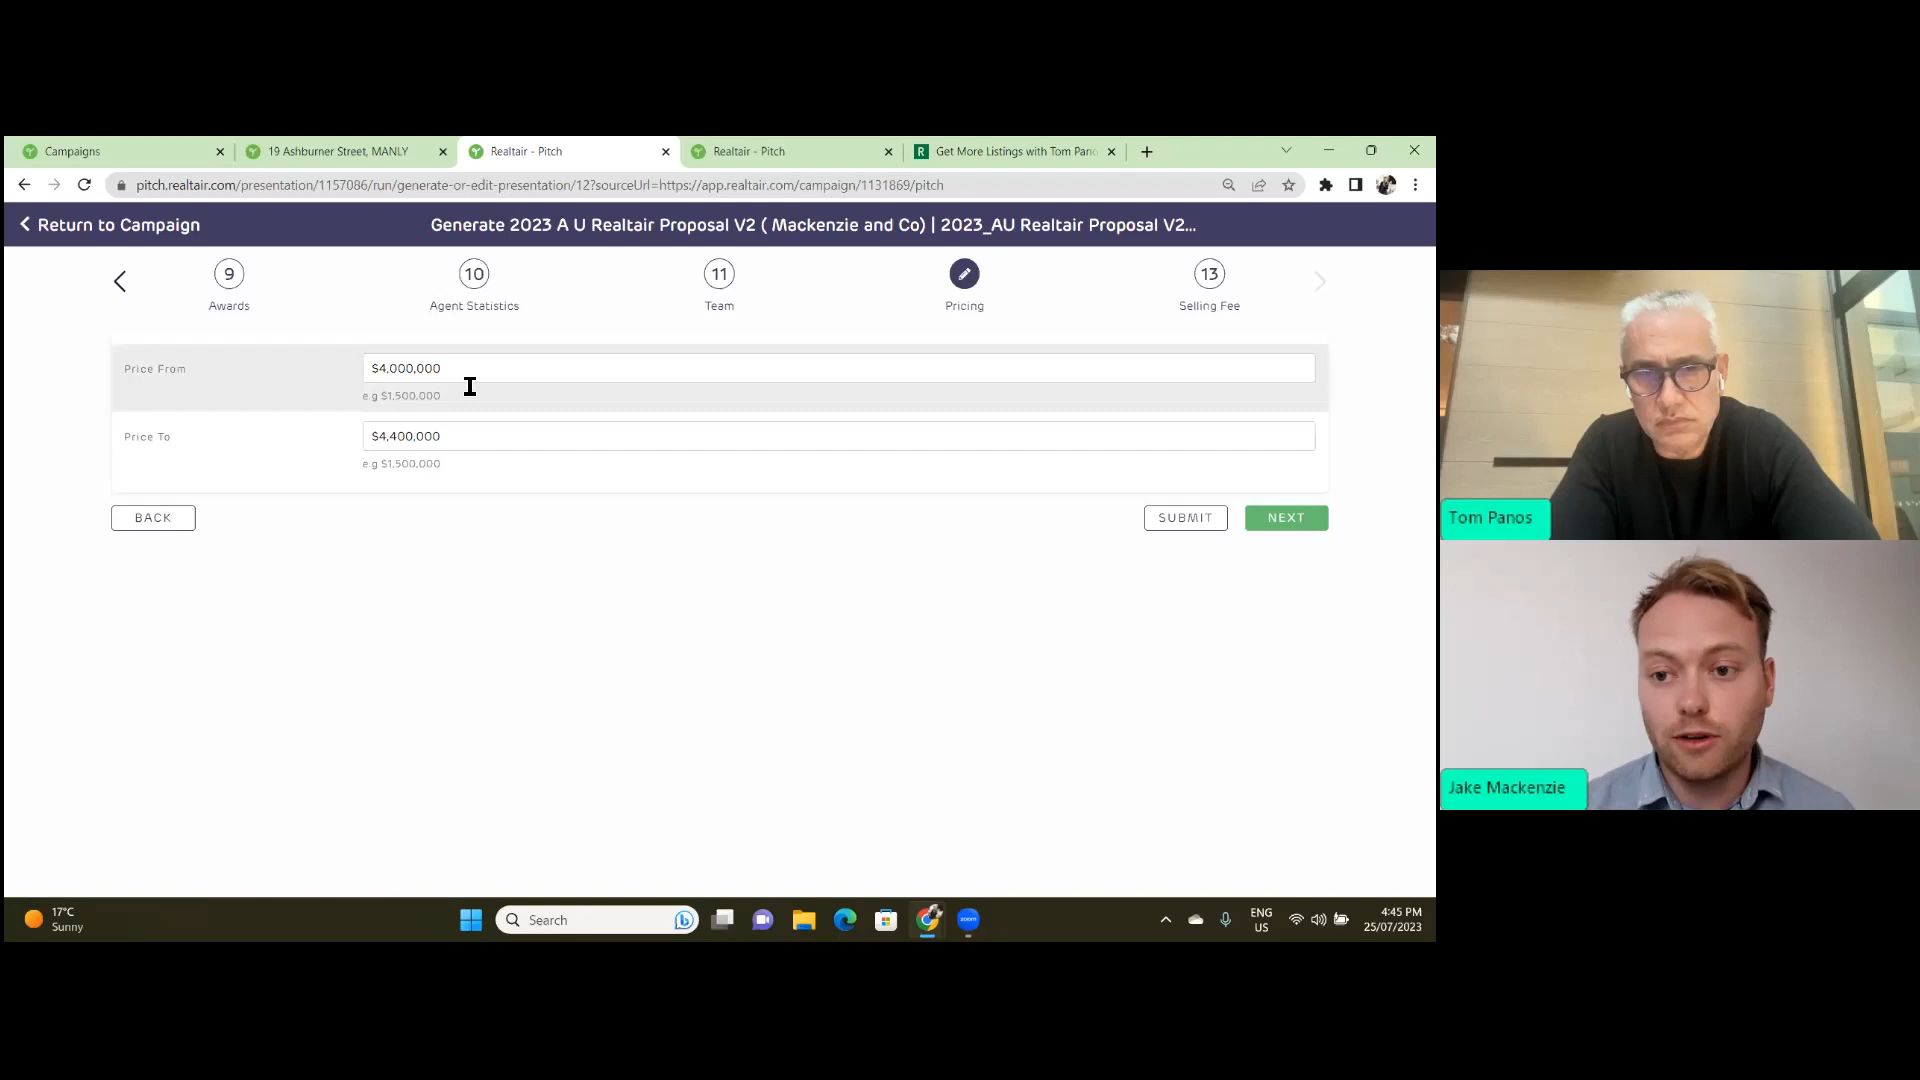 Campaigns
19 Ashburner Street, MANLY
Realtair - Pitch
Realtair - Pitch
R
Get More Listings with Tom Pano
pitch.realtair.com/presentation/1157086/run/generate-or-edit-presentation/12?sourceUrl=https://app.realtair.com/campaign/1131869/pitch
Return to Campaign
Generate 2023 A U Realtair Proposal V2 ( Mackenzie and Co) | 2023_AU Realtair Proposal V2...
9
10
11
13
Awards
Agent Statistics
Team
Pricing
Selling Fee
Price From
$4,000,000
e.g $1,500,000
Price To
$4,400,000
e.g $1,500,000
BACK
SUBMIT
NEXT
Tom Panos
Jake Mackenzie
17°C
Sunny
Search
zoom
ENG
US
4:45 PM
25/07/2023